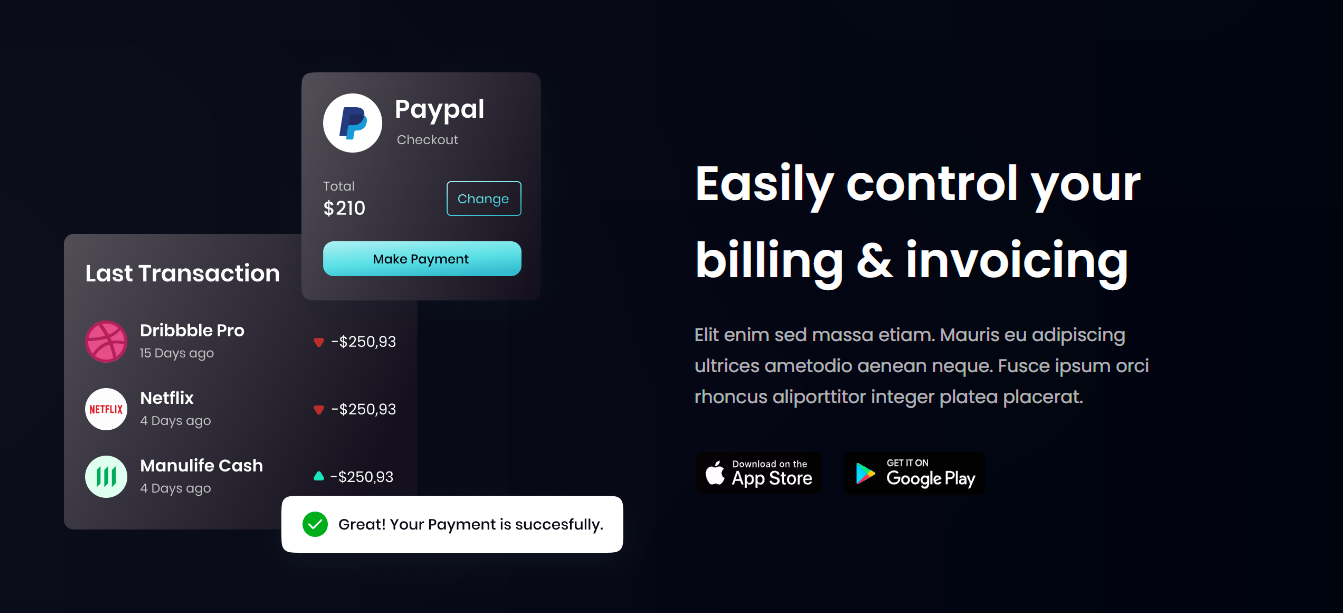 Paypal
Checkout
Total
$210
Change
Make Payment
Last Transaction
Dribbble Pro
15 Days ago
-$250,93
NETFLIX
Netflix
4 Days ago
-$250,93
Manulife Cash
4 Days ago
-$250,93
Great! Your Payment is succesfully.
Easily control your
billing & invoicing
Elit enim sed massa etiam. Mauris eu adipiscing
ultrices ametodio aenean neque. Fusce ipsum orci
rhoncus aliporttitor integer platea placerat.
Download on the
App Store
GET IT ON
Google Play